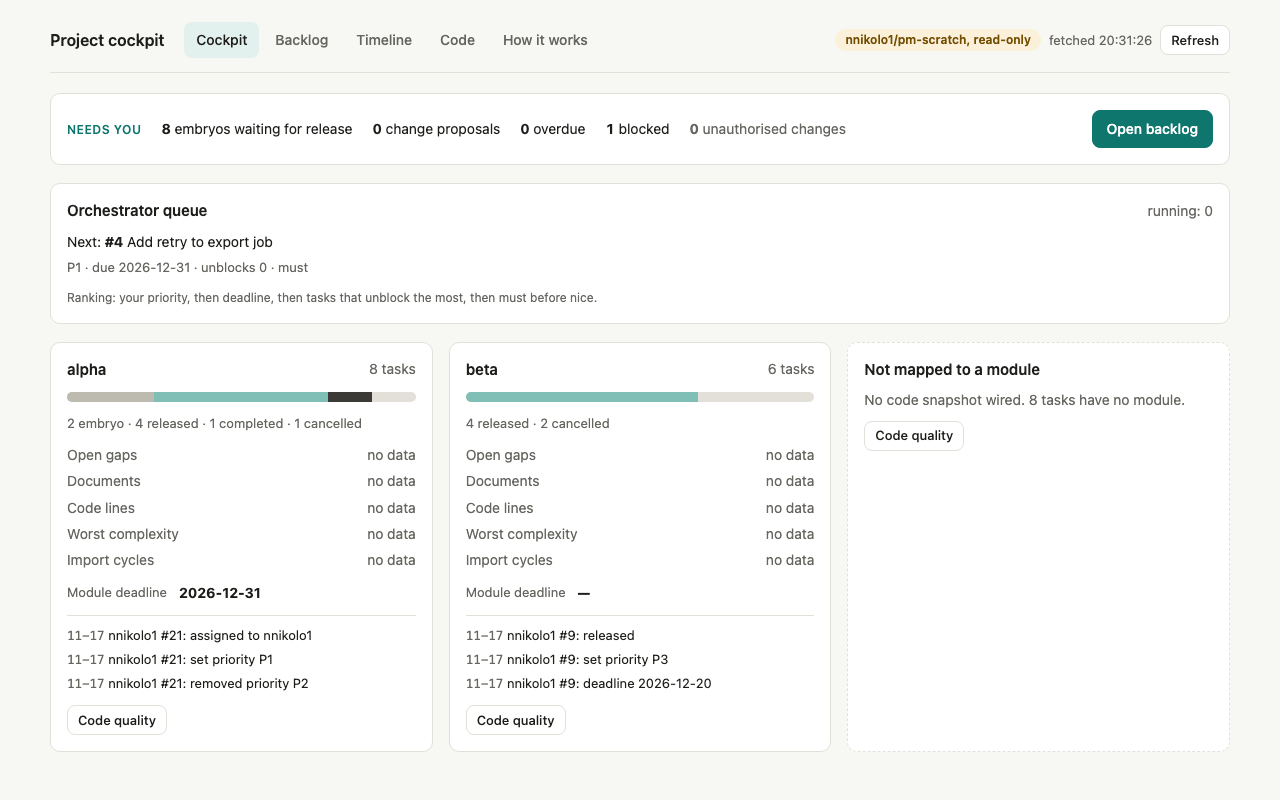 Project cockpit Cockpit Backlog Timeline Code How it works nnikolo1/pm-scratch, read-only fetched 20:31:26 Refresh
NEEDS YOU 8 embryos waiting for release 0 change proposals 0 overdue 1 blocked 0 unauthorised changes Open backlog
Orchestrator queue running: 0
Next: #4 Add retry to export job
P1 · due 2026-12-31 · unblocks 0 · must
Ranking: your priority, then deadline, then tasks that unblock the most, then must before nice.
alpha 8 tasks
2 embryo · 4 released · 1 completed · 1 cancelled
Open gaps no data
Documents no data
Code lines no data
Worst complexity no data
Import cycles no data
Module deadline 2026-12-31
11–17 nnikolo1 #21: assigned to nnikolo1
11–17 nnikolo1 #21: set priority P1
11–17 nnikolo1 #21: removed priority P2
Code quality
beta 6 tasks
4 released · 2 cancelled
Open gaps no data
Documents no data
Code lines no data
Worst complexity no data
Import cycles no data
Module deadline —
11–17 nnikolo1 #9: released
11–17 nnikolo1 #9: set priority P3
11–17 nnikolo1 #9: deadline 2026-12-20
Code quality
Not mapped to a module
No code snapshot wired. 8 tasks have no module.
Code quality